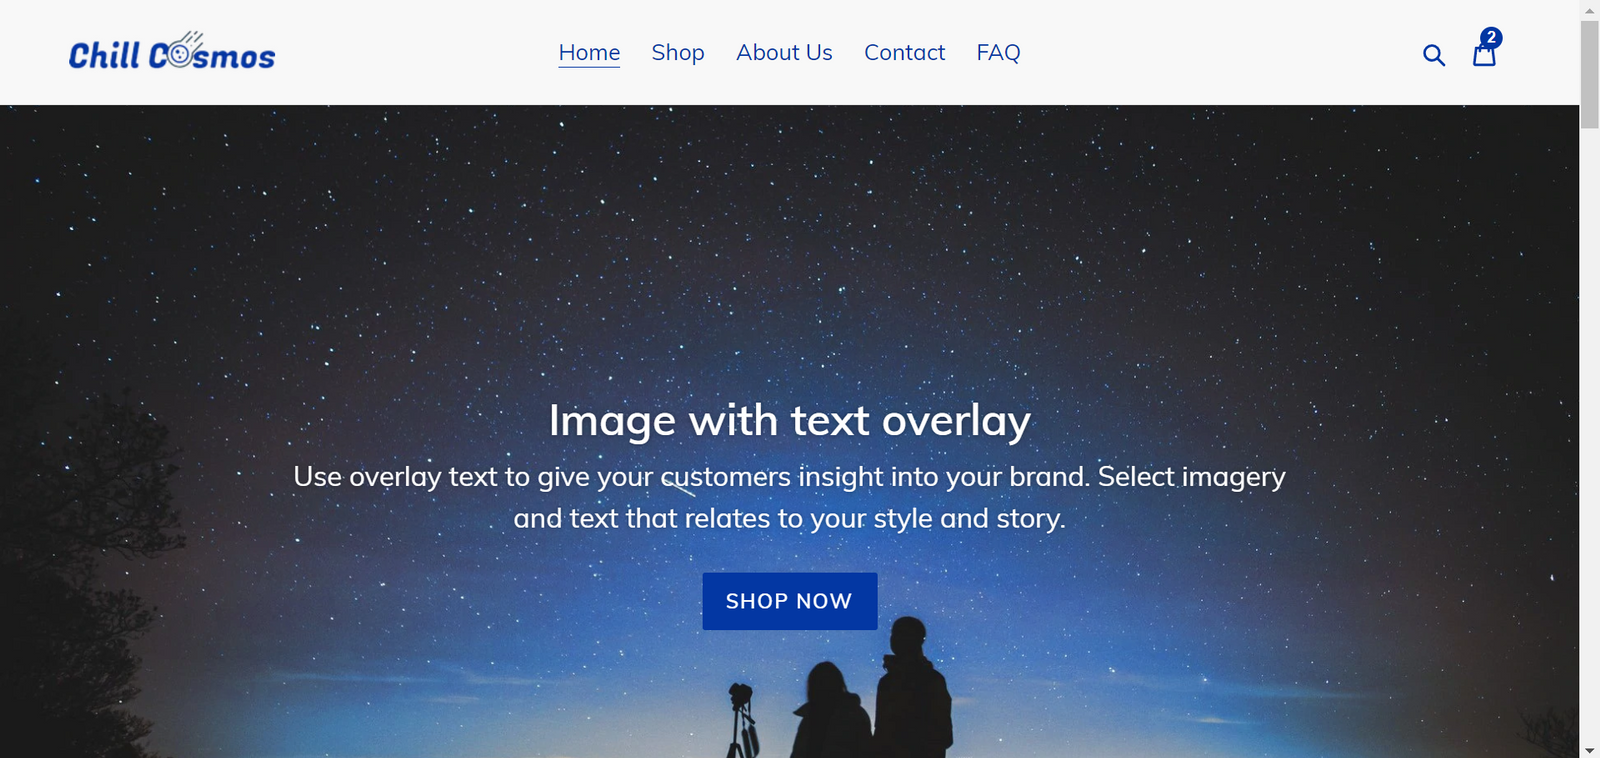 Chill Cosmos
Home Shop About Us Contact FAQ
2
Image with text overlay
Use overlay text to give your customers insight into your brand. Select imagery
and text that relates to your style and story.
SHOP NOW